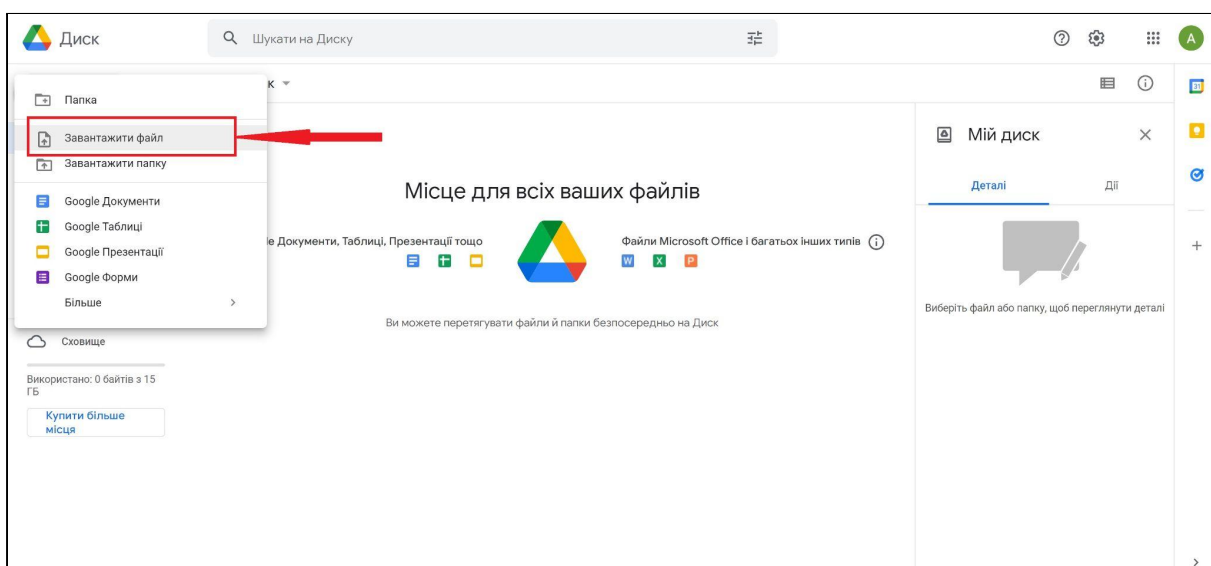 Диск
Шукати на Диску
A
к
31
Папка
Завантажити файл
Завантажити папку
Google Документи
Google Таблиці
Google Презентації
Google Форми
Більше
Місце для всіх ваших файлів
le Документи, Таблиці, Презентації тощо
Файли Microsoft Office і багатьох інших типів
W X P
Ви можете перетягувати файли й папки безпосередньо на Диск
Мій диск
Деталі
Дії
Виберіть файл або папку, щоб переглянути деталі
Сховище
Використано: 0 байтів з 15
ГБ
Купити більше
місця